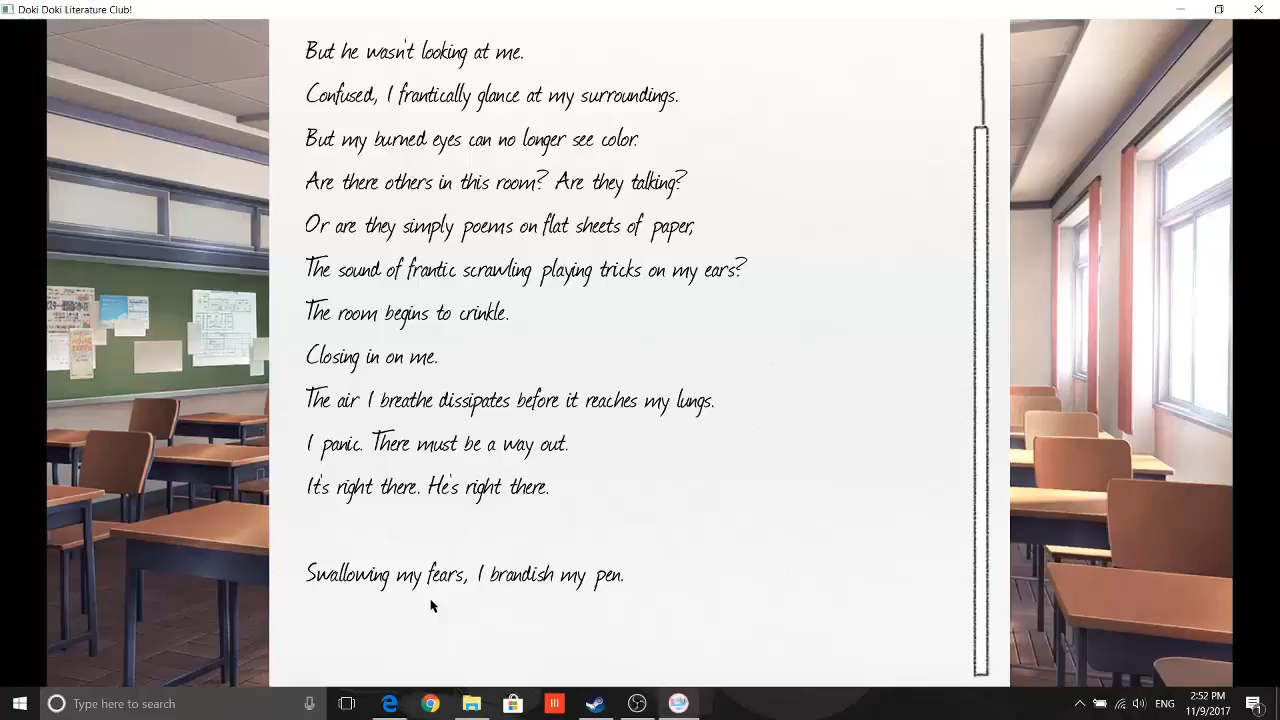 Doki Doki Literature Club!
But he wasn't looking at me.
Confused, I frantically glance at my surroundings.
But my burned eyes can no longer see color.
Are there others in this room? Are they talking?
Or are they simply poems on flat sheets of paper,
The sound of frantic scrawling playing tricks on my ears?
The room begins to crinkle.
Closing in on me.
The air I breathe dissipates before it reaches my lungs.
I panic. There must be a way out.
It's right there. He's right there.
Swallowing my fears, I brandish my pen.
Type here to search
ENG
2:52 PM
11/9/2017